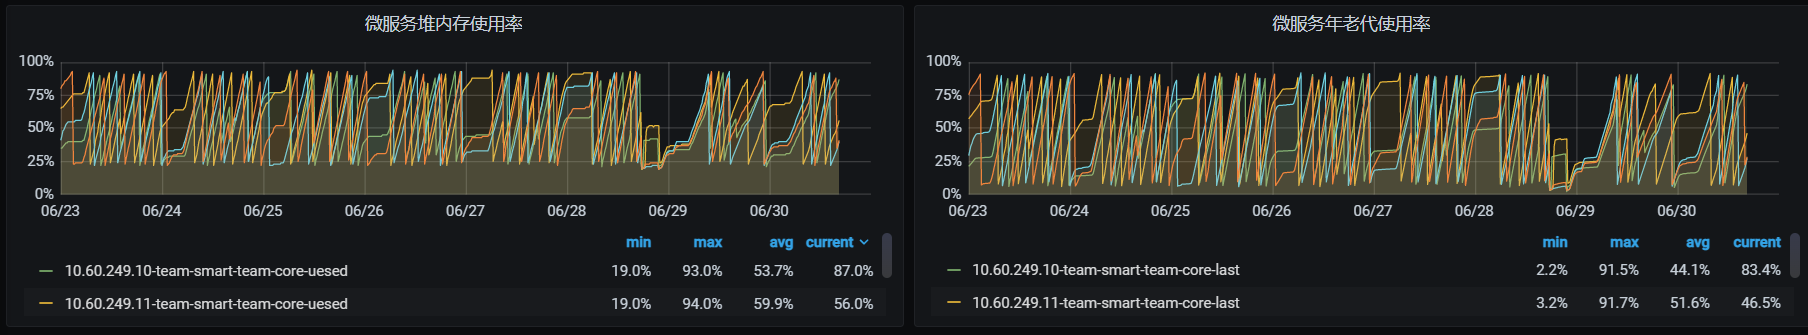 微服务堆内存使用率
100%
75%
50%
25%
0%
06/23 06/24 06/25 06/26 06/27 06/28 06/29 06/30
min max avg current
10.60.249.10-team-smart-team-core-uesed 19.0% 93.0% 53.7% 87.0%
10.60.249.11-team-smart-team-core-uesed 19.0% 94.0% 59.9% 56.0%
微服务年老代使用率
100%
75%
50%
25%
0%
06/23 06/24 06/25 06/26 06/27 06/28 06/29 06/30
min max avg current
10.60.249.10-team-smart-team-core-last 2.2% 91.5% 44.1% 83.4%
10.60.249.11-team-smart-team-core-last 3.2% 91.7% 51.6% 46.5%